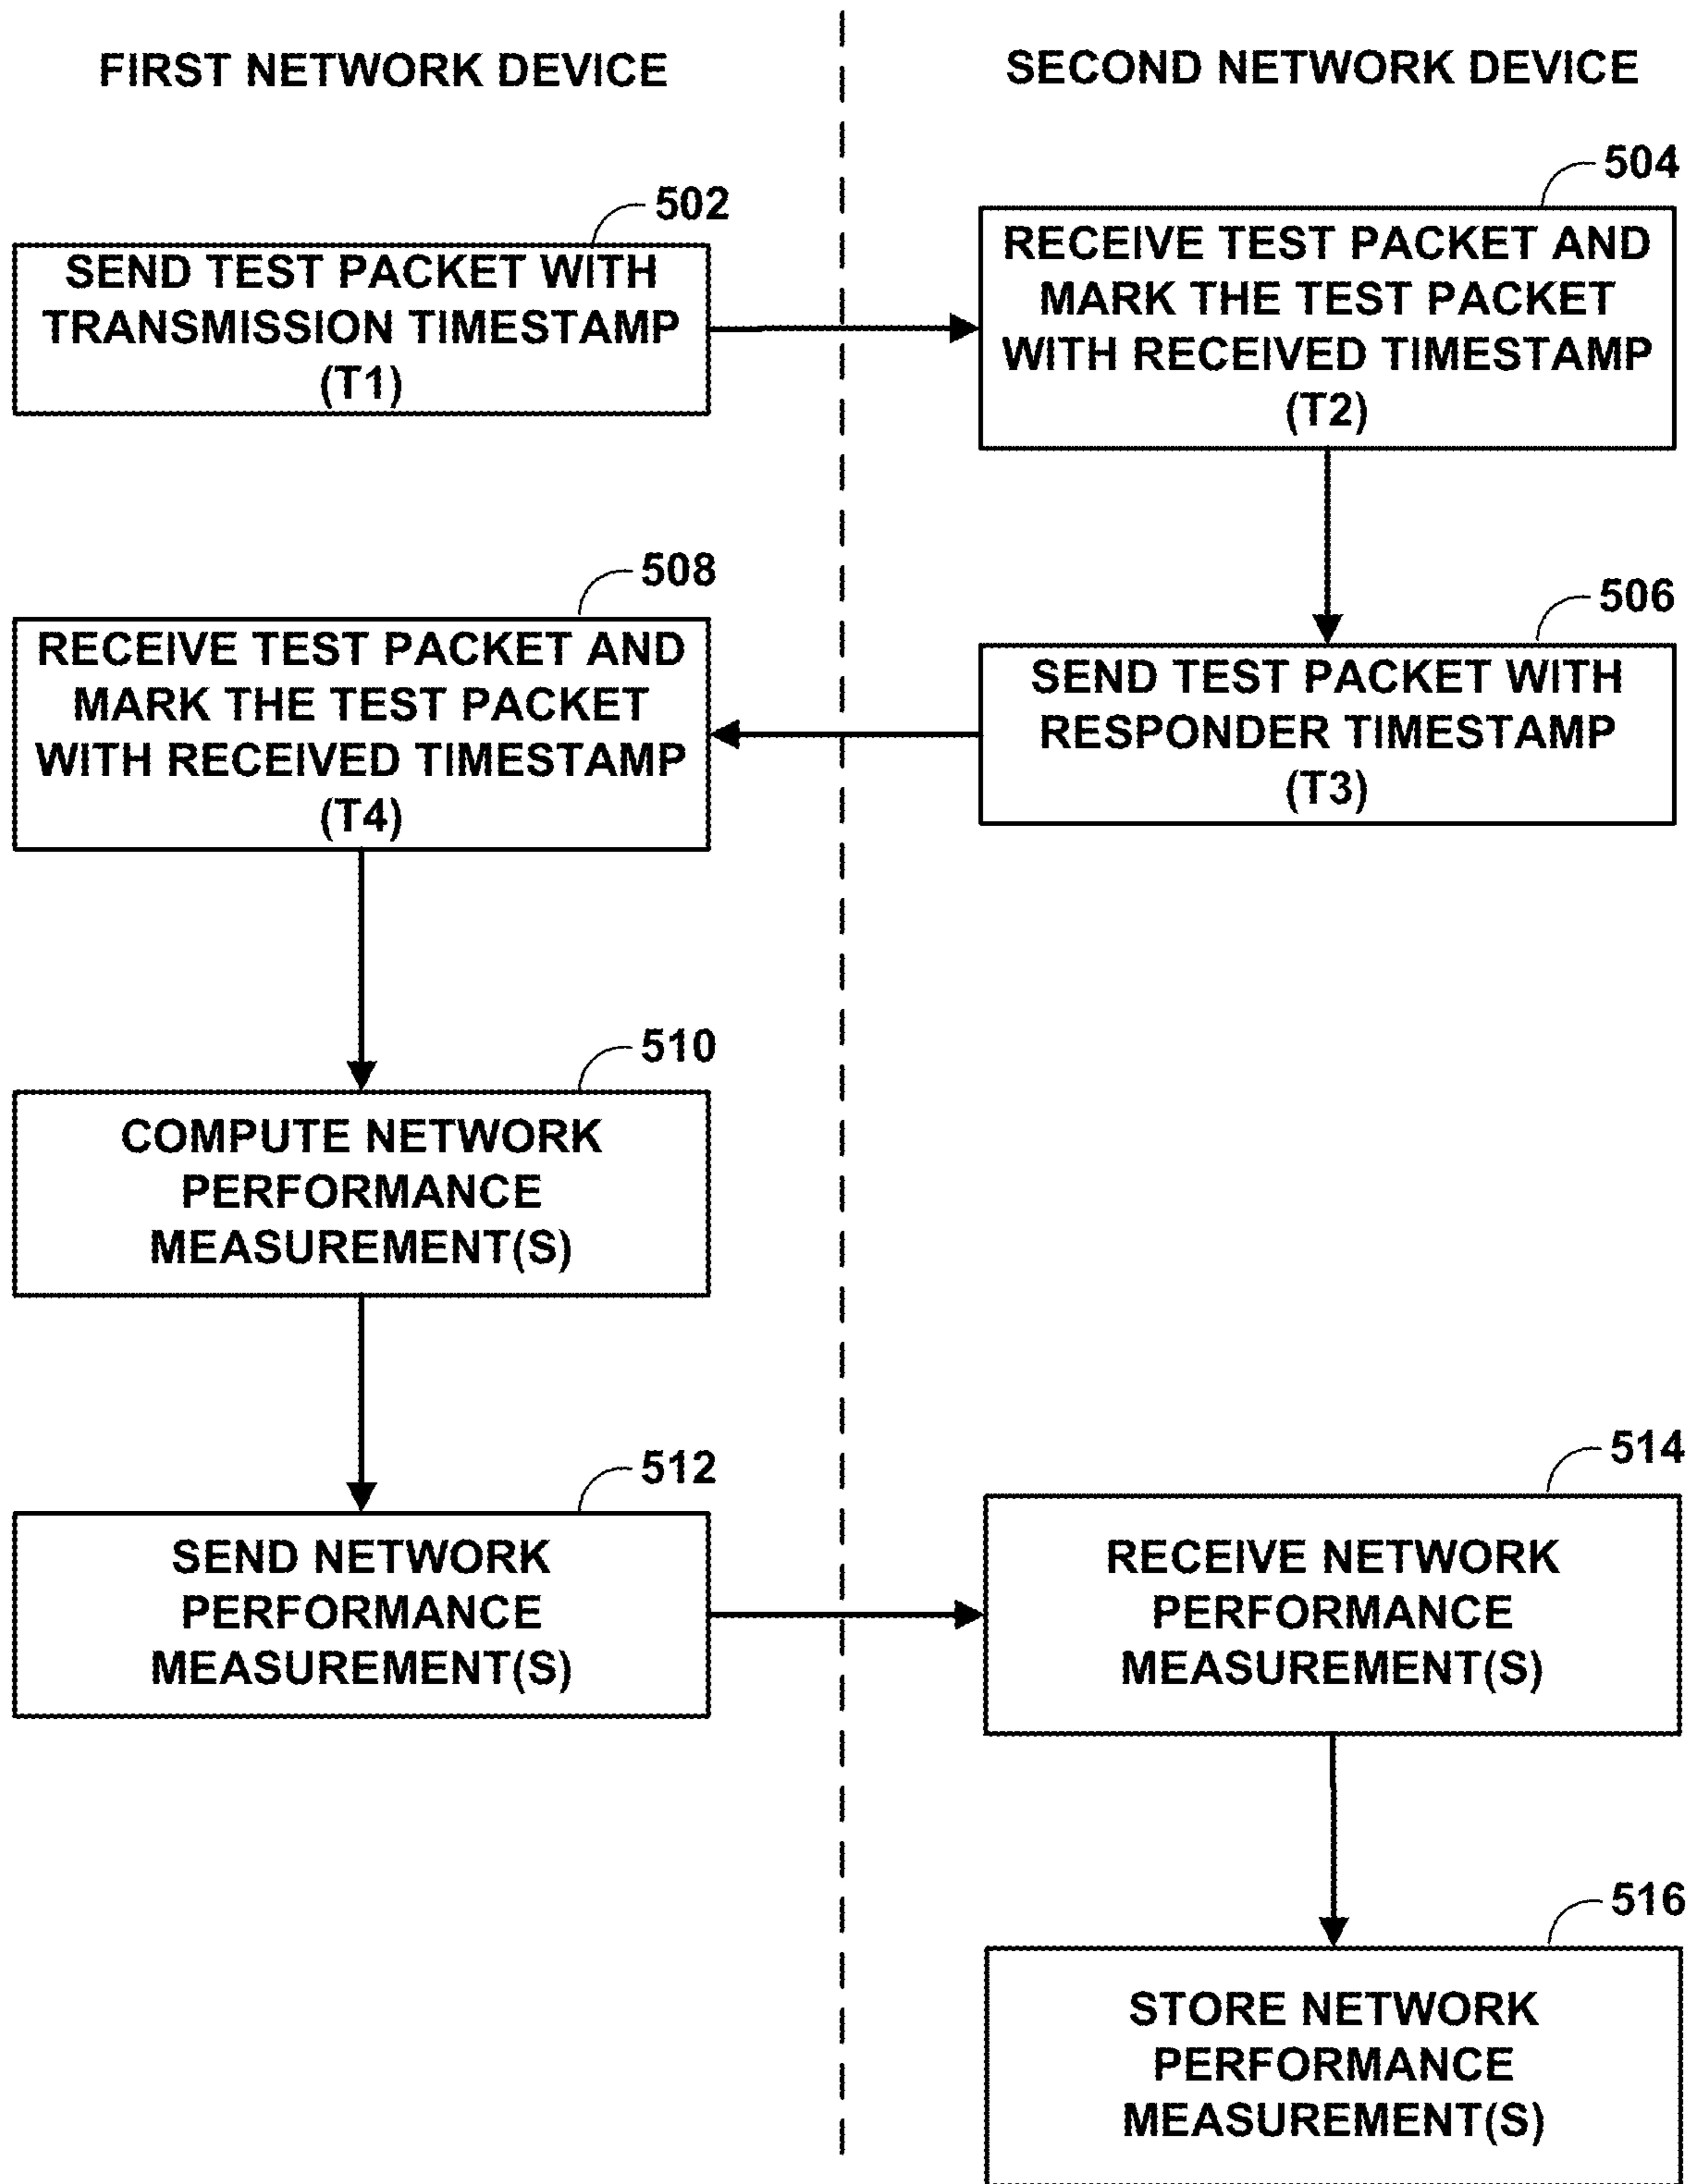 FIRST NETWORK DEVICE
SECOND NETWORK DEVICE
502
SEND TEST PACKET WITH
TRANSMISSION TIMESTAMP
(T1)
504
RECEIVE TEST PACKET AND
MARK THE TEST PACKET
WITH RECEIVED TIMESTAMP
(T2)
506
SEND TEST PACKET WITH
RESPONDER TIMESTAMP
(T3)
508
RECEIVE TEST PACKET AND
MARK THE TEST PACKET
WITH RECEIVED TIMESTAMP
(T4)
510
COMPUTE NETWORK
PERFORMANCE
MEASUREMENT(S)
512
SEND NETWORK
PERFORMANCE
MEASUREMENT(S)
514
RECEIVE NETWORK
PERFORMANCE
MEASUREMENT(S)
516
STORE NETWORK
PERFORMANCE
MEASUREMENT(S)